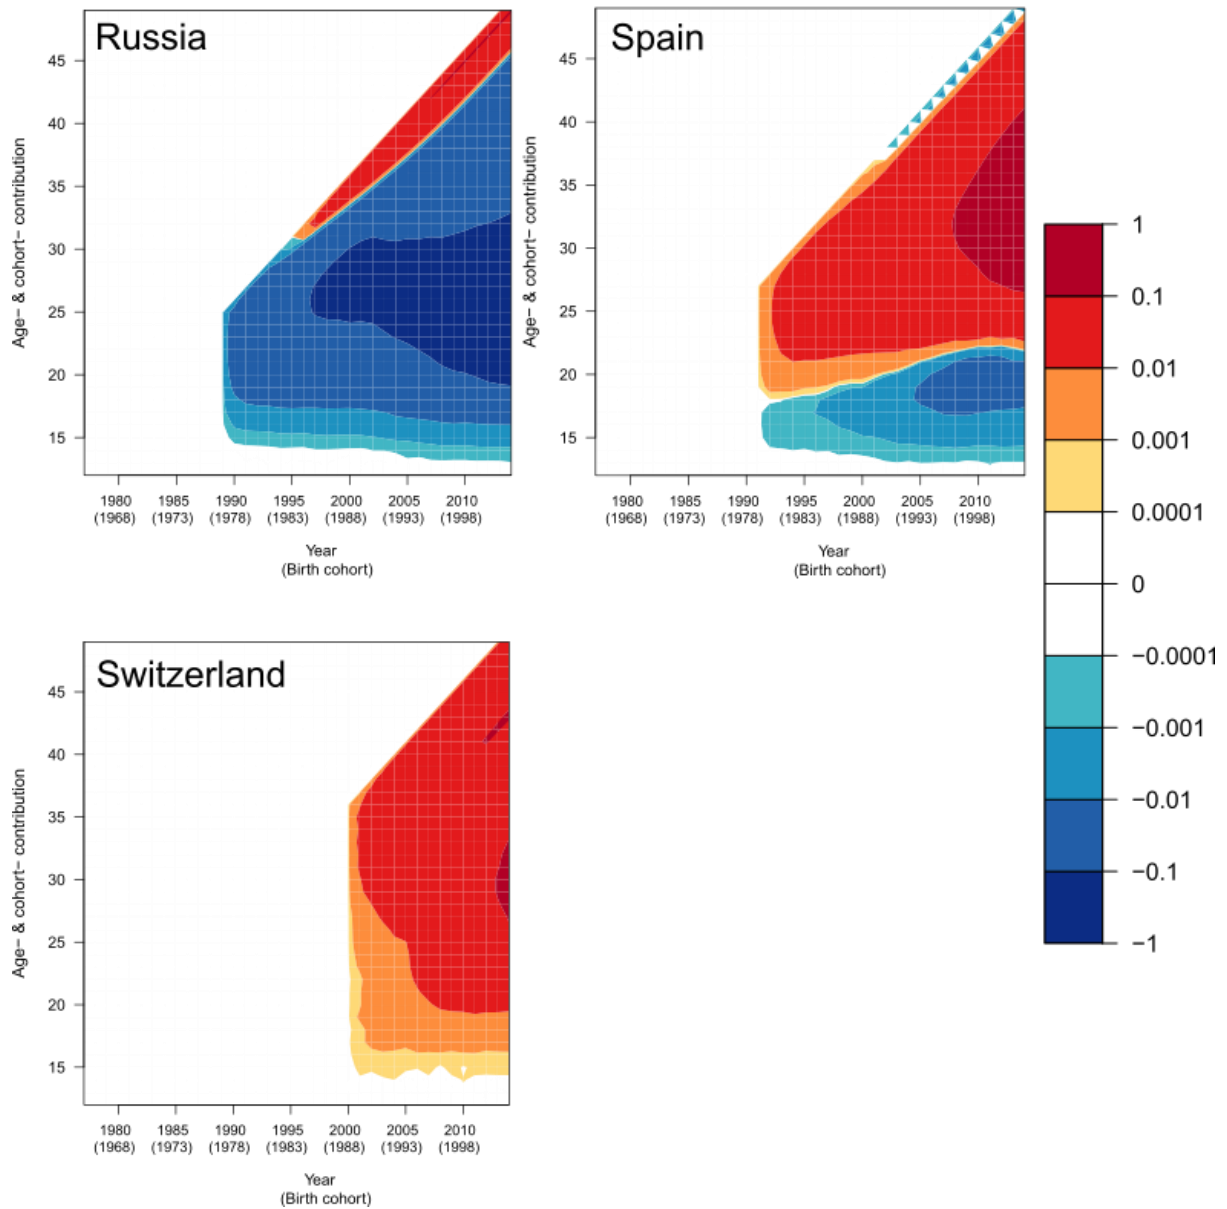 Russia
45
40
35
30
25
20
15
Age− & cohort− contribution
1980 1985 1990 1995 2000 2005 2010
(1968) (1973) (1978) (1983) (1988) (1993) (1998)
Year
(Birth cohort)
Spain
45
40
35
30
25
20
15
Age− & cohort− contribution
1980 1985 1990 1995 2000 2005 2010
(1968) (1973) (1978) (1983) (1988) (1993) (1998)
Year
(Birth cohort)
1
0.1
0.01
0.001
0.0001
0
−0.0001
−0.001
−0.01
−0.1
−1
Switzerland
45
40
35
30
25
20
15
Age− & cohort− contribution
1980 1985 1990 1995 2000 2005 2010
(1968) (1973) (1978) (1983) (1988) (1993) (1998)
Year
(Birth cohort)